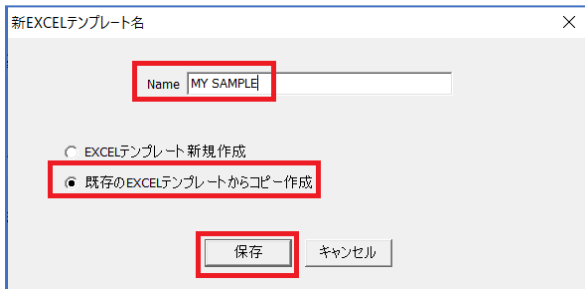 新EXCELテンプレート名
Name MY SAMPLE
EXCELテンプレート新規作成
既存のEXCELテンプレートからコピー作成
保存 キャンセル